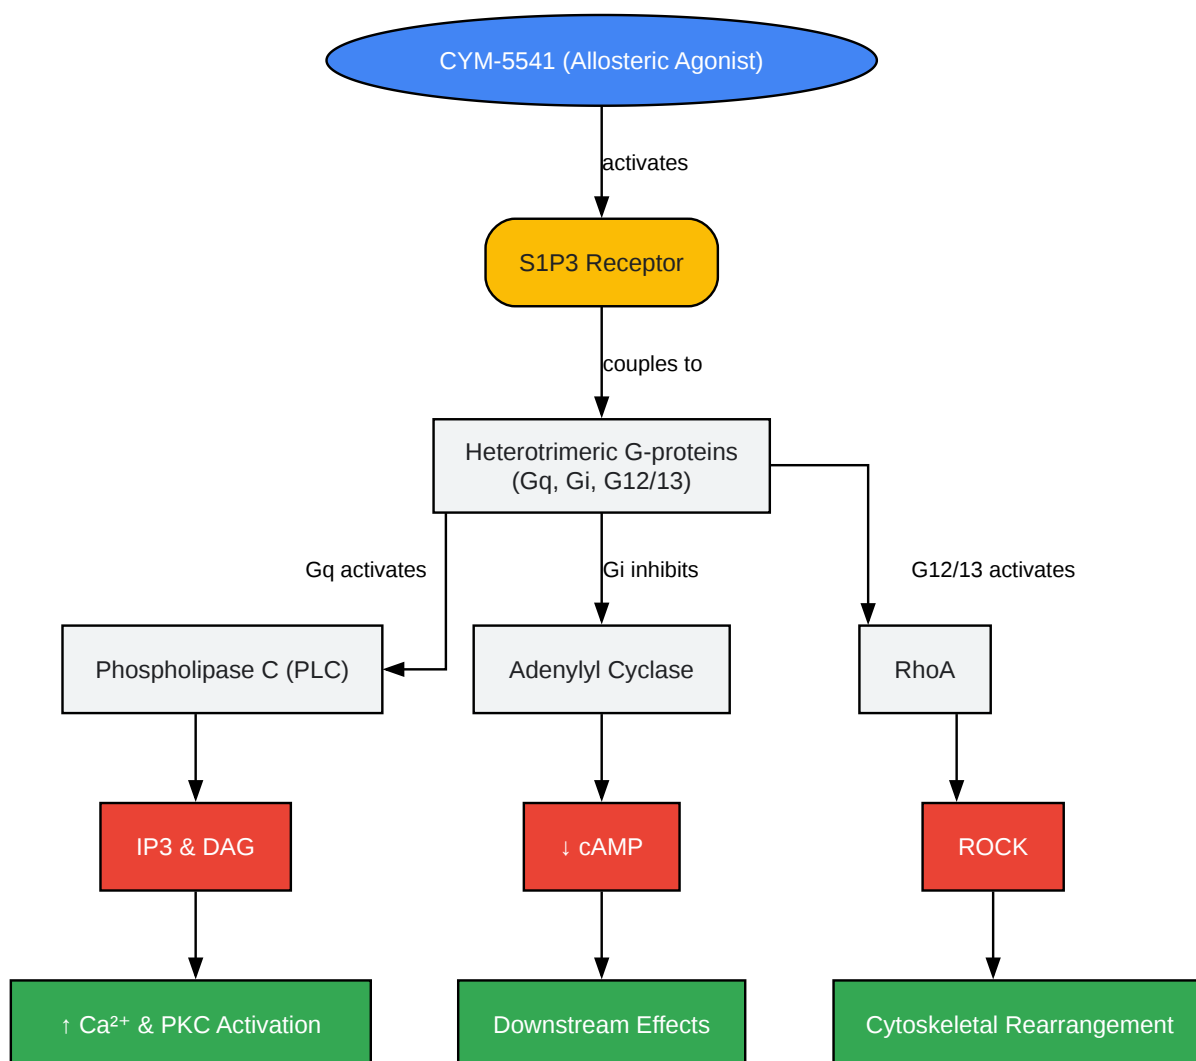 CYM-5541 (Allosteric Agonist)
activates
S1P3 Receptor
couples to
Heterotrimeric G-proteins
(Gq, Gi, G12/13)
Gq activates
Gi inhibits
G12/13 activates
Phospholipase C (PLC)
Adenylyl Cyclase
RhoA
IP3 & DAG
↓ cAMP
ROCK
↑ Ca²⁺ & PKC Activation
Downstream Effects
Cytoskeletal Rearrangement